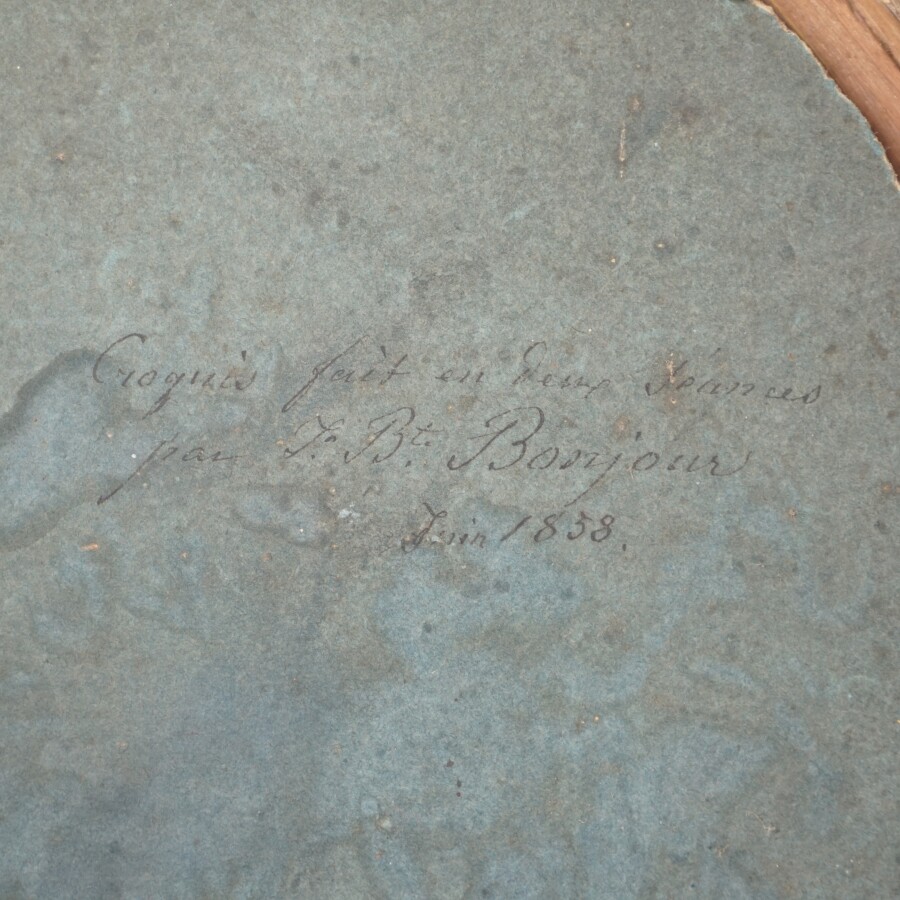 Croquis fait en deux séances
par J. Bte. Bonjour
Juin 1858.